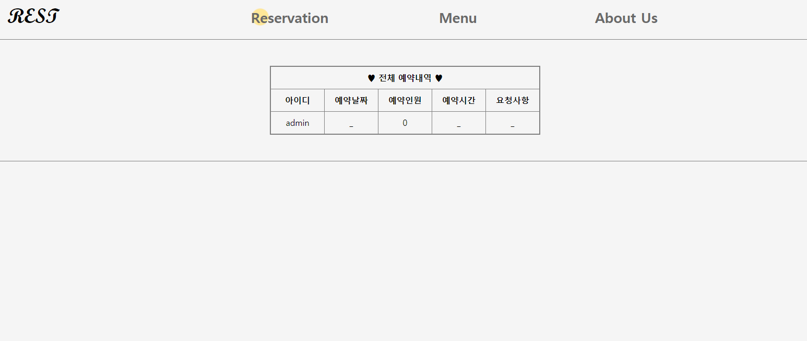 REST
Reservation Menu About Us
♥ 전체 예약내역 ♥
아이디 예약날짜 예약인원 예약시간 요청사항
admin _ 0 _ _